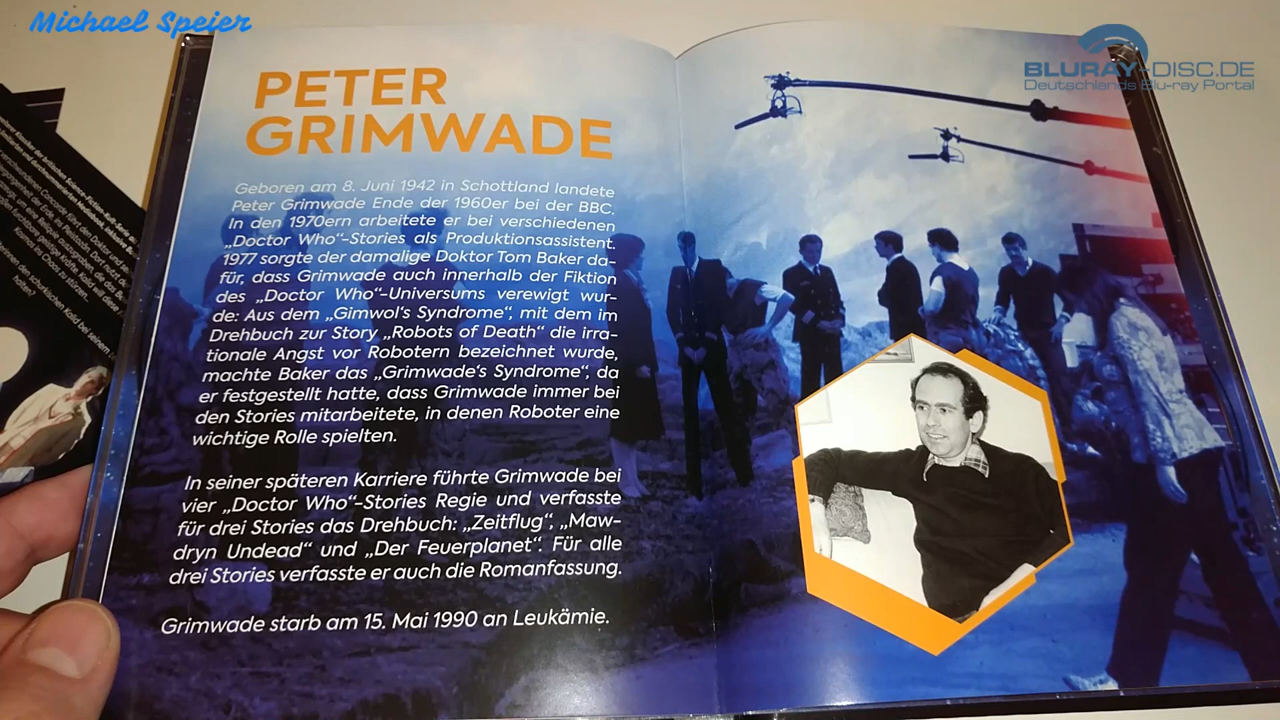 Michael Speier
BLURAY-DISC.DE
Deutschlands Blu-ray Portal
PETER
GRIMWADE
Geboren am 8. Juni 1942 in Schottland landete
Peter Grimwade Ende der 1960er bei der BBC.
In den 1970ern arbeitete er bei verschiedenen
„Doctor Who“-Stories als Produktionsassistent.
1977 sorgte der damalige Doktor Tom Baker da-
für, dass Grimwade auch innerhalb der Fiktion
des „Doctor Who“-Universums verewigt wur-
de: Aus dem „Gimwol‘s Syndrome“, mit dem im
Drehbuch zur Story „Robots of Death“ die irra-
tionale Angst vor Robotern bezeichnet wurde,
machte Baker das „Grimwade‘s Syndrome“, da
er festgestellt hatte, dass Grimwade immer bei
den Stories mitarbeitete, in denen Roboter eine
wichtige Rolle spielten.
In seiner späteren Karriere führte Grimwade bei
vier „Doctor Who“-Stories Regie und verfasste
für drei Stories das Drehbuch: „Zeitflug“, „Maw-
dryn Undead“ und „Der Feuerplanet“. Für alle
drei Stories verfasste er auch die Romanfassung.
Grimwade starb am 15. Mai 1990 an Leukämie.